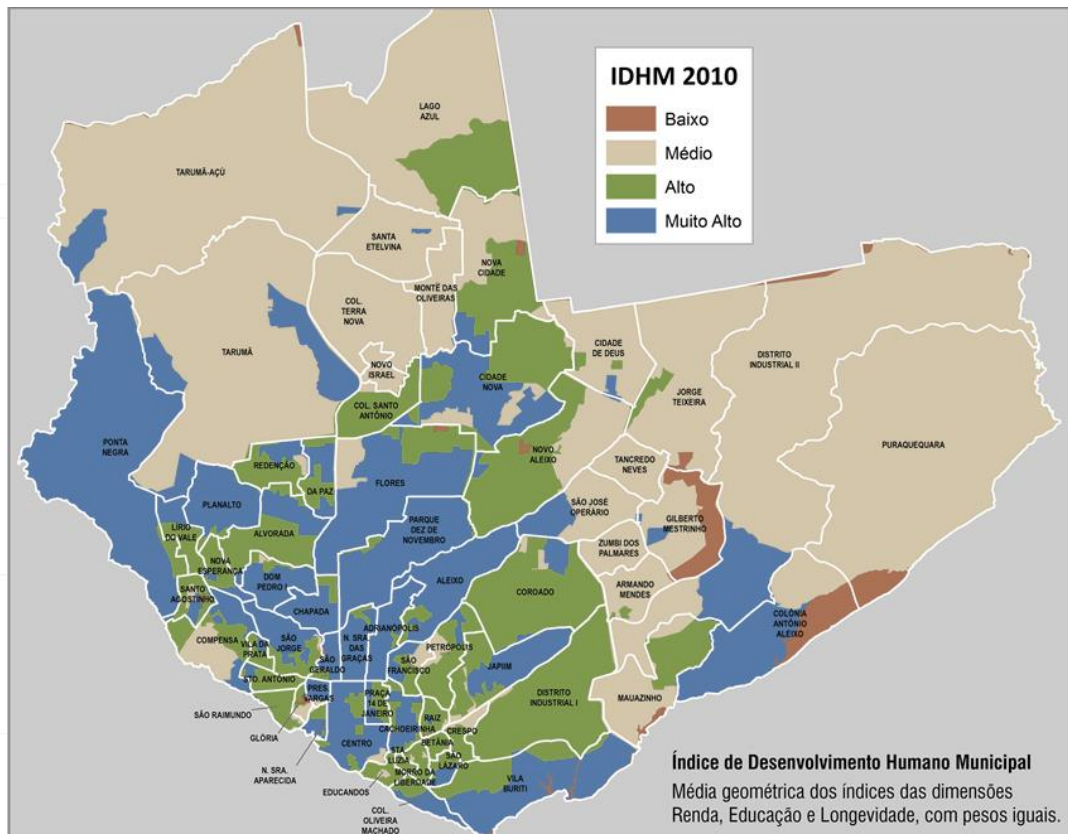 IDHM 2010
Baixo
Médio
Alto
Muito Alto
LAGO
AZUL
TARUMÃ-AÇÚ
SANTA
ETELVINA
NOVA
CIDADE
MONTE DAS
OLIVEIRAS
COL.
TERRA
NOVA
CIDADE
DE DEUS
DISTRITO
INDUSTRIAL II
TARUMÃ
NOVO
ISRAEL
CIDADE
NOVA
JORGE
TEIXEIRA
COL. SANTO
ANTÔNIO
PONTA
NEGRA
PURAQUEQUARA
NOVO
ALEIXO
REDENÇÃO
TANCREDO
NEVES
DA PAZ
FLORES
PLANALTO
SÃO JOSÉ
OPERÁRIO
GILBERTO
MESTRINHO
LÍRIO
DO VALE
ALVORADA
PARQUE
DEZ DE
NOVEMBRO
ZUMBI DOS
PALMARES
NOVA
ESPERANÇA
DOM
PEDRO I
ALEIXO
ARMANDO
MENDES
SANTO
AGOSTINHO
COROADO
CHAPADA
COLÔNIA
ANTÔNIO
ALEIXO
COMPENSA
VILA DA
PRATA
SÃO
JORGE
SÃO
GERALDO
N. SRA.
DAS
GRAÇAS
ADRIANÓPOLIS
PETRÓPOLIS
SÃO
FRANCISCO
JAPIIM
STO. ANTÔNIO
PRES.
VARGAS
PRAÇA
14 DE
JANEIRO
DISTRITO
INDUSTRIAL I
MAUAZINHO
SÃO RAIMUNDO
CACHOEIRINHA
RAIZ
CRESPO
GLÓRIA
CENTRO
BETÂNIA
STA.
LUZIA
SÃO
LÁZARO
N. SRA.
APARECIDA
MORRO DA
LIBERDADE
EDUCANDOS
VILA
BURITI
COL.
OLIVEIRA
MACHADO
Índice de Desenvolvimento Humano Municipal
Média geométrica dos índices das dimensões
Renda, Educação e Longevidade, com pesos iguais.